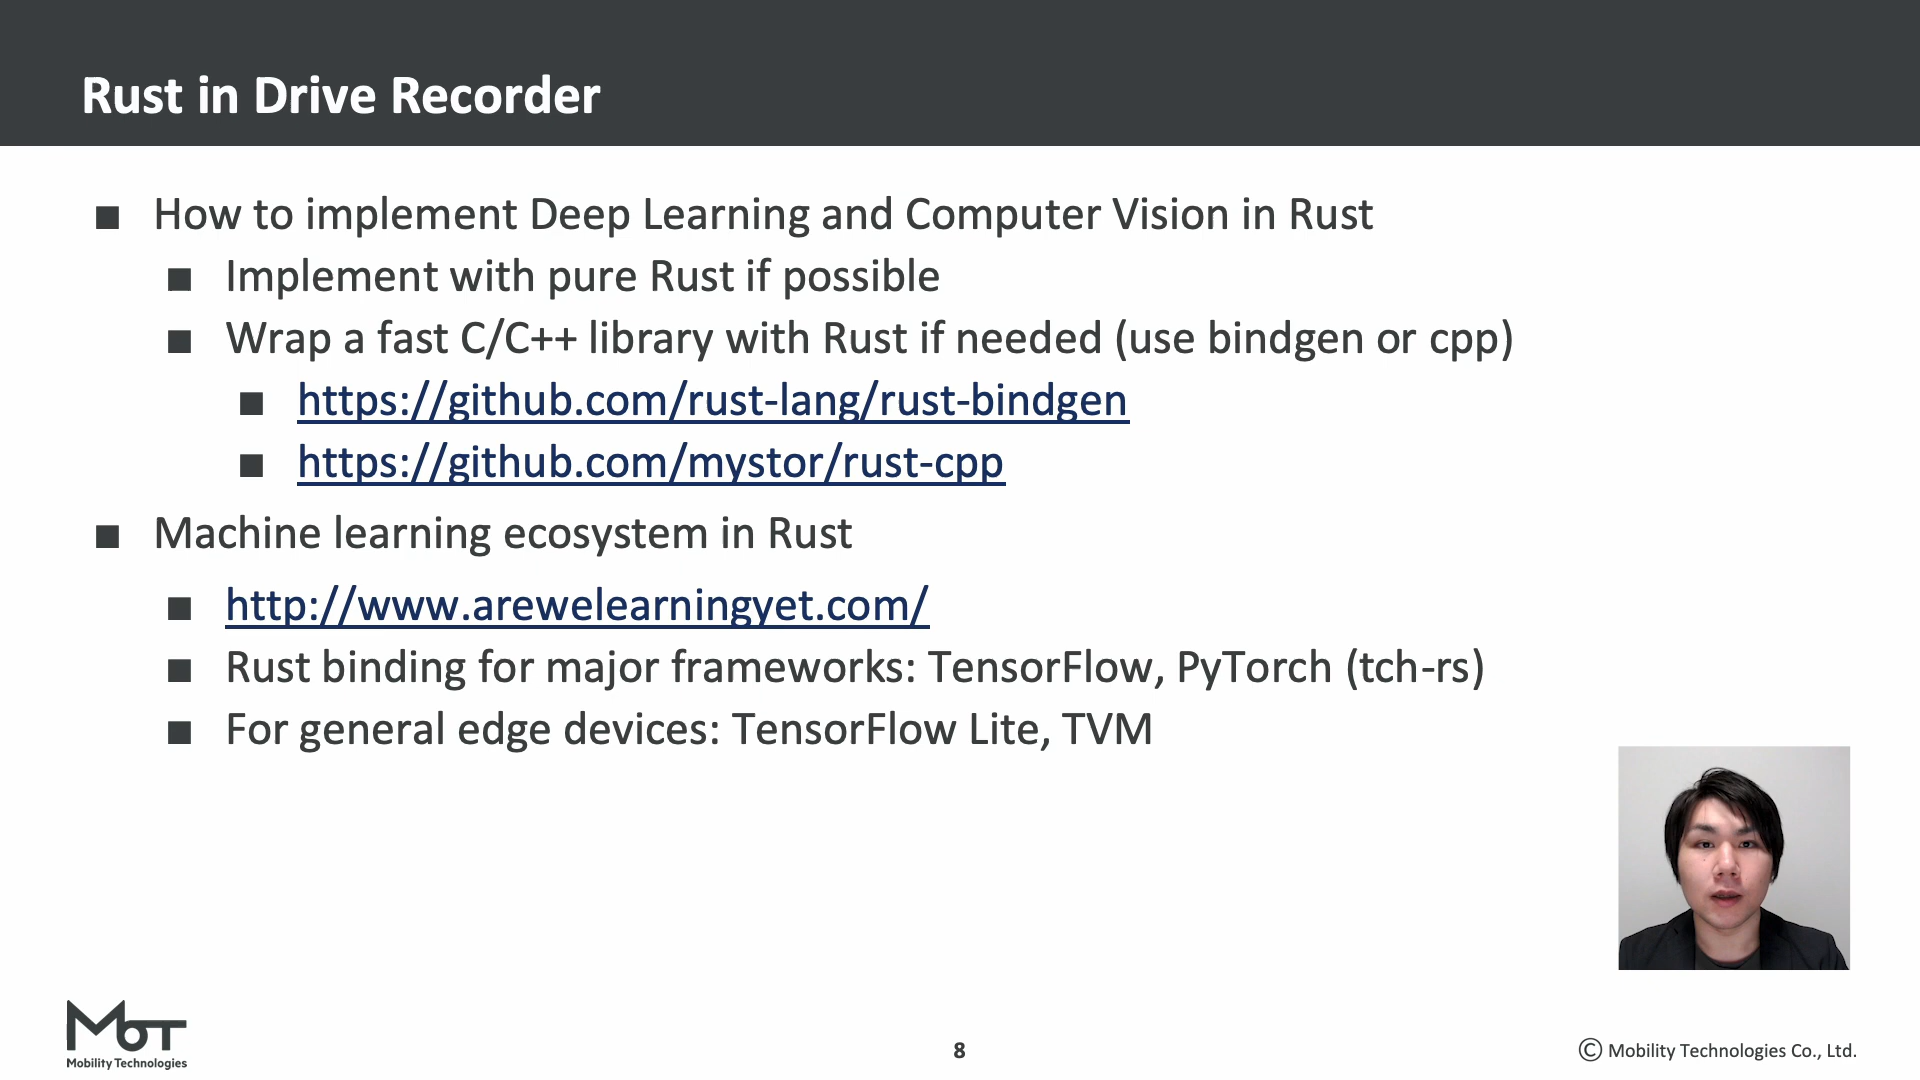 Rust in Drive Recorder
■ How to implement Deep Learning and Computer Vision in Rust
■ Implement with pure Rust if possible
■ Wrap a fast C/C++ library with Rust if needed (use bindgen or cpp)
■ https://github.com/rust-lang/rust-bindgen
■ https://github.com/mystor/rust-cpp
■ Machine learning ecosystem in Rust
■ http://www.arewelearningyet.com/
■ Rust binding for major frameworks: TensorFlow, PyTorch (tch-rs)
■ For general edge devices: TensorFlow Lite, TVM
MoT
Mobility Technologies
8
© Mobility Technologies Co., Ltd.